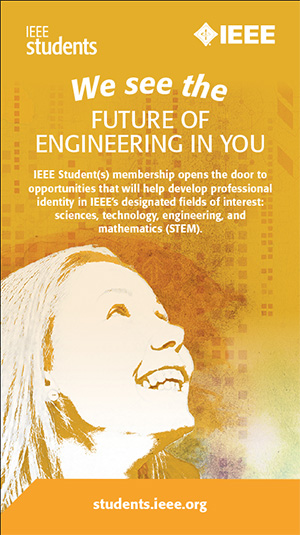 IEEE
students
IEEE
We see the
FUTURE OF
ENGINEERING IN YOU
IEEE Student(s) membership opens the door to
opportunities that will help develop professional
identity in IEEE's designated fields of interest:
sciences, technology, engineering, and
mathematics (STEM).
students.ieee.org